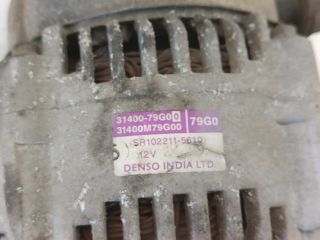 31400-79G00 79G0
31400M79G00
S) SR102211-5610
12V
DENSO INDIA LTD.